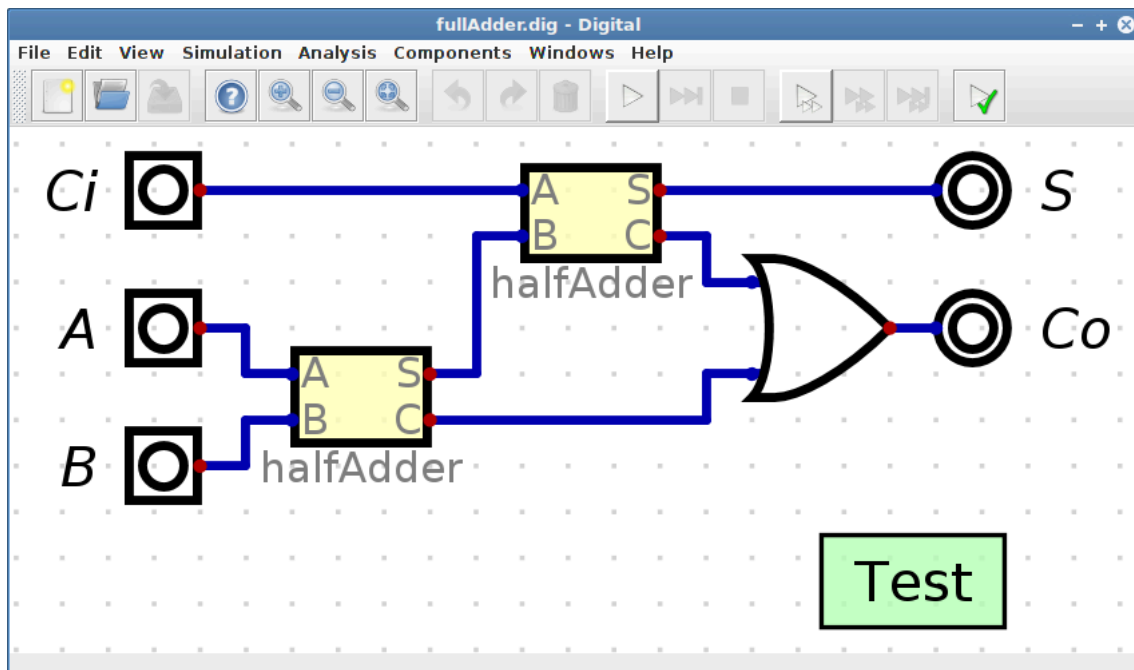 fullAdder.dig - Digital
File Edit View Simulation Analysis Components Windows Help
Ci
A S
B C
halfAdder
S
A
A S
B C
halfAdder
Co
B
Test